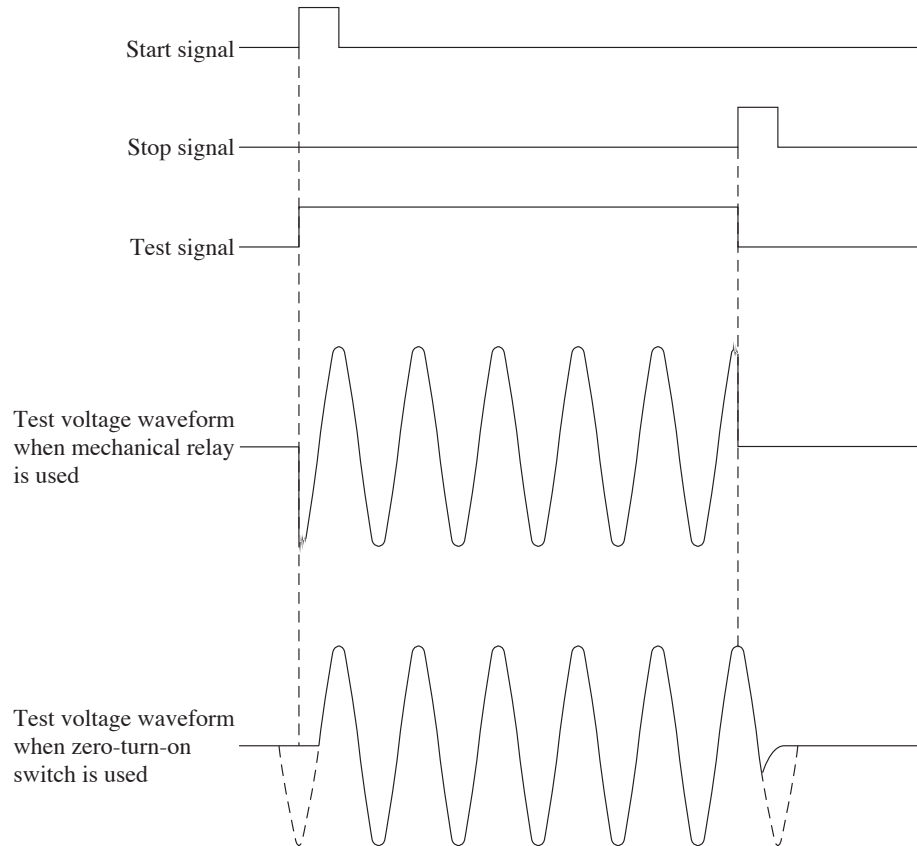 Start signal
Stop signal
Test signal
Test voltage waveform
when mechanical relay
is used
Test voltage waveform
when zero-turn-on
switch is used